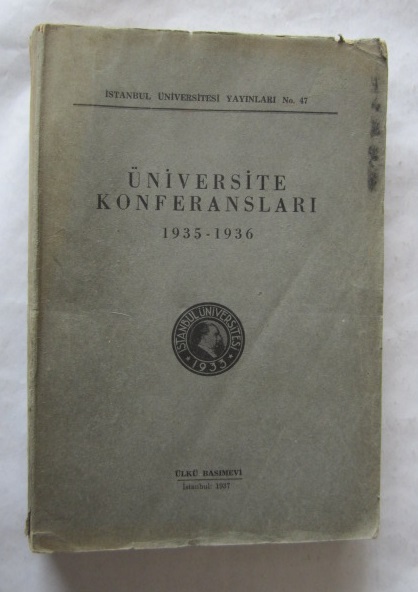 İSTANBUL ÜNİVERSİTESİ YAYINLARI No. 47
ÜNİVERSİTE
KONFERANSLARI
1935-1936
İSTANBUL ÜNİVERSİTESİ
• 1933 •
ÜLKÜ BASIMEVİ
İstanbul: 1937